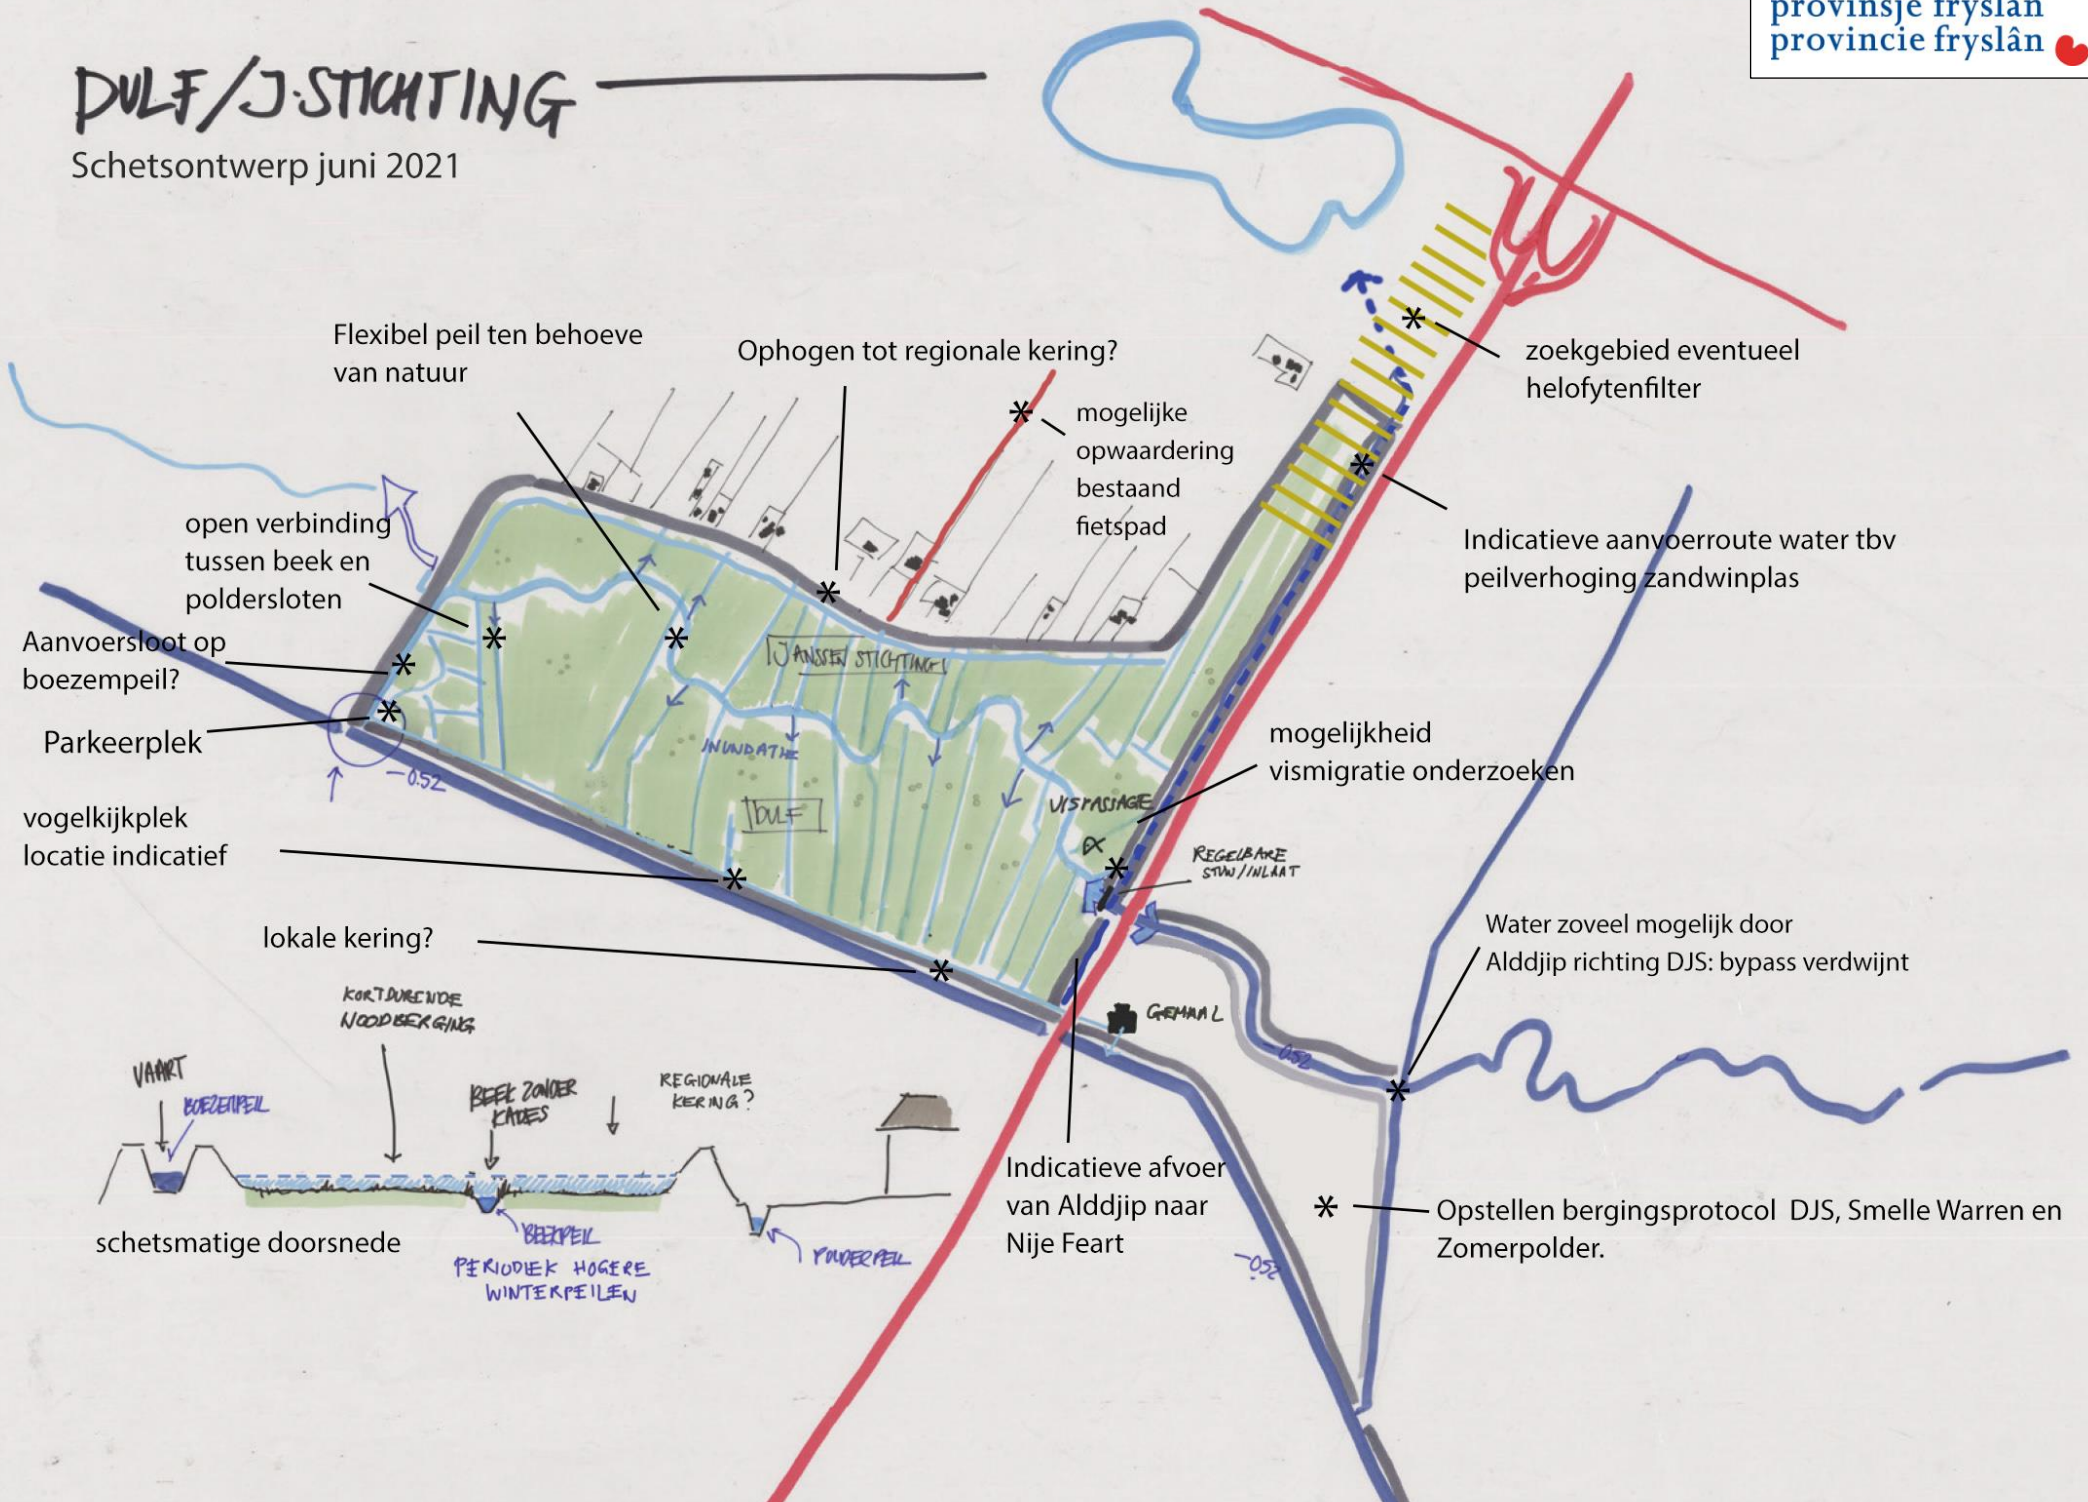 provinsje fryslân
provincie fryslân
DULF/J.STICHTING
Schetsontwerp juni 2021
Flexibel peil ten behoeve
van natuur
Ophogen tot regionale kering?
mogelijke
opwaardering
bestaand
fietspad
zoekgebied eventueel
helofytenfilter
open verbinding
tussen beek en
poldersloten
Indicatieve aanvoerroute water tbv
peilverhoging zandwinplas
Aanvoersloot op
boezempeil?
Parkeerplek
JANSSEN STICHTING
INUNDATIE
-0.52
DULF
mogelijkheid
vismigratie onderzoeken
VISPASSAGE
REGELBARE
STUW/INLAAT
vogelkijkplek
locatie indicatief
lokale kering?
Water zoveel mogelijk door
Alddjip richting DJS: bypass verdwijnt
GEMAAL
-0.52
KORTDURENDE
NOODBERGING
VAART
BOEZEMPEIL
BEEK ZONDER
KADES
REGIONALE
KERING?
schetsmatige doorsnede
BEEKPEIL
PERIODIEK HOGERE
WINTERPEILEN
POLDERPEIL
Indicatieve afvoer
van Alddjip naar
Nije Feart
-0.52
Opstellen bergingsprotocol DJS, Smelle Warren en
Zomerpolder.